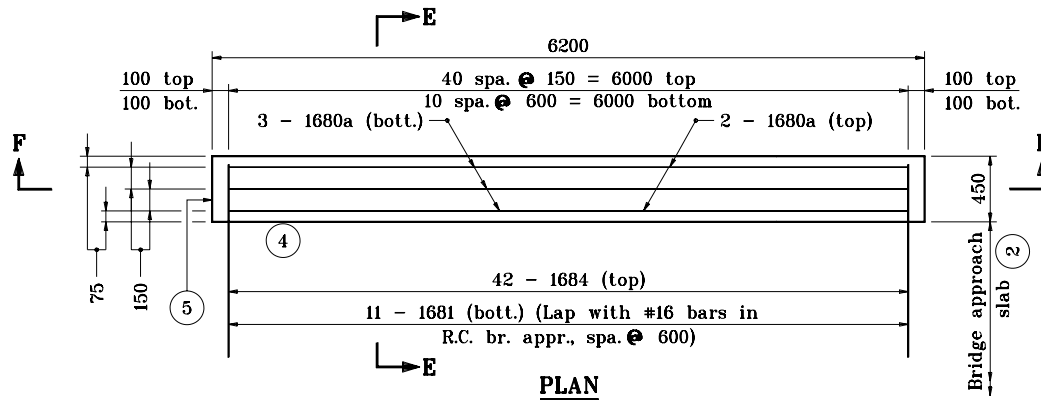 E
6200
100 top
100 bot.
40 spa. @ 150 = 6000 top
10 spa. @ 600 = 6000 bottom
100 top
100 bot.
3 - 1680a (bott.)
2 - 1680a (top)
F
450
4
5
75
150
42 - 1684 (top)
11 - 1681 (bott.) (Lap with #16 bars in
R.C. br. appr., spa. @ 600)
Bridge approach
slab
2
E
PLAN